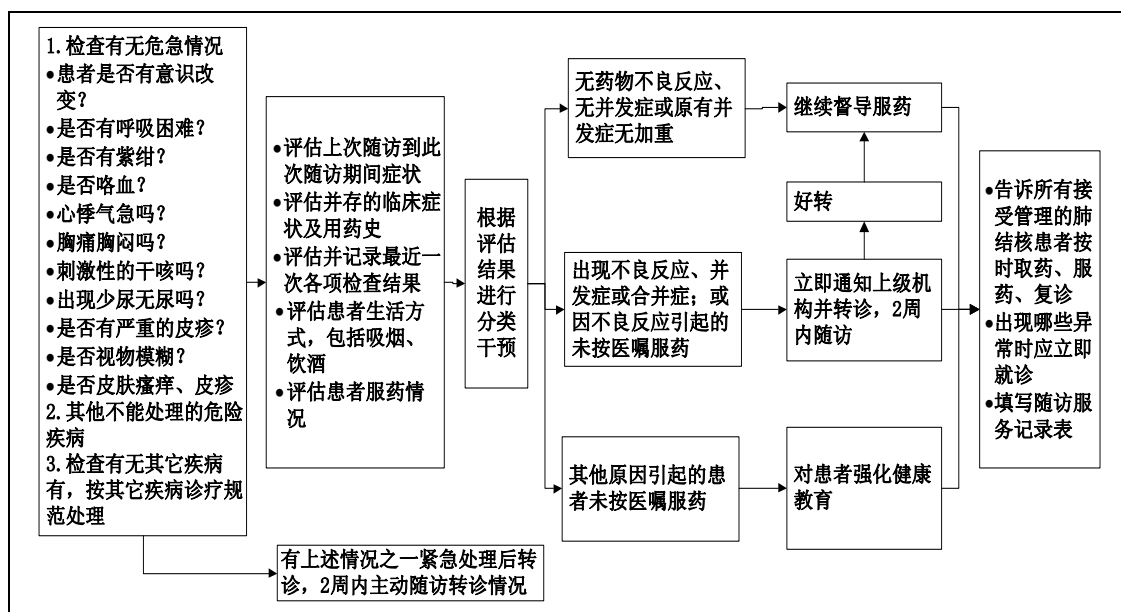 1.检查有无危急情况
•患者是否有意识改
变?
•是否有呼吸困难?
•是否有紫绀?
•是否咯血?
•心悸气急吗?
•胸痛胸闷吗?
•刺激性的干咳吗?
•出现少尿无尿吗?
•是否有严重的皮疹?
•是否视物模糊?
•是否皮肤瘙痒、皮疹
2.其他不能处理的危险
疾病
3.检查有无其它疾病
有，按其它疾病诊疗规
范处理
•评估上次随访到此
次随访期间症状
•评估并存的临床症
状及用药史
•评估并记录最近一
次各项检查结果
•评估患者生活方
式，包括吸烟、
饮酒
•评估患者服药情
况
根据
评估
结果
进行
分类
干预
无药物不良反应、
无并发症或原有并
发症无加重
继续督导服药
好转
出现不良反应、并
发症或合并症；或
因不良反应引起的
未按医嘱服药
立即通知上级机
构并转诊，2周
内随访
其他原因引起的患
者未按医嘱服药
对患者强化健康
教育
•告诉所有接
受管理的肺
结核患者按
时取药、服
药、复诊
•出现哪些异
常时应立即
就诊
•填写随访服
务记录表
有上述情况之一紧急处理后转
诊，2周内主动随访转诊情况